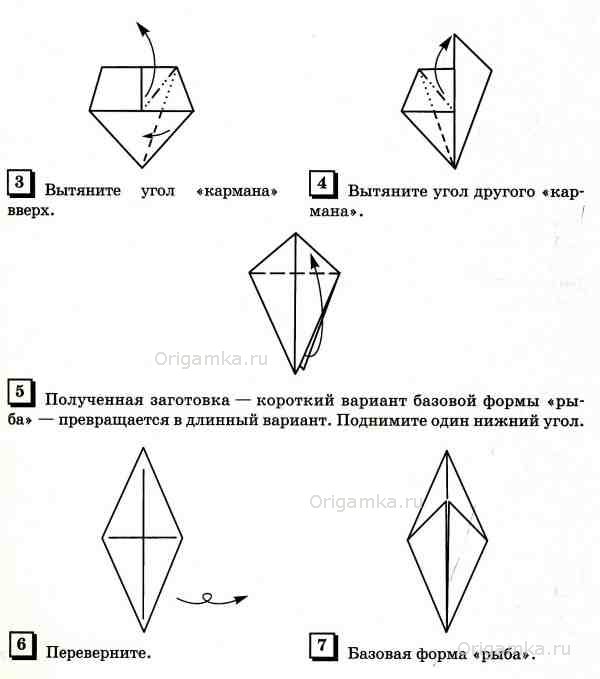 3 Вытяните угол «кармана»
вверх.
4 Вытяните угол другого «кар-
мана».
Origamka.ru
5 Полученная заготовка — короткий вариант базовой формы «ры-
ба» — превращается в длинный вариант. Поднимите один нижний угол.
Origamka.ru
6 Переверните.
7 Базовая форма «рыба».
Origamka.ru